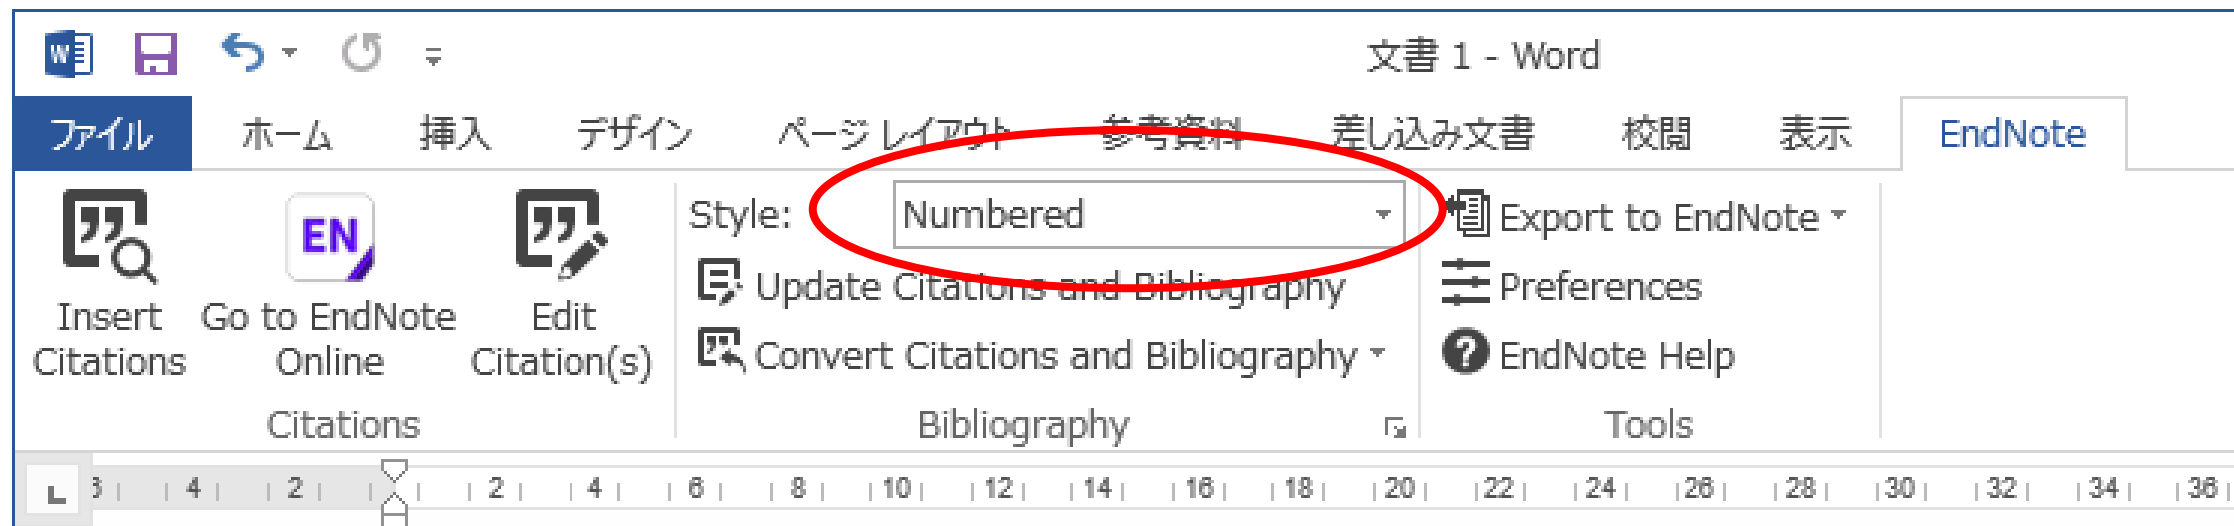 文書 1 - Word
ファイル ホーム 挿入 デザイン ページ レイアウト 参考資料 差し込み文書 校閲 表示 EndNote
Insert Citations
EN
Go to EndNote Online
Edit Citation(s)
Citations
Style: Numbered
Update Citations and Bibliography
Convert Citations and Bibliography
Bibliography
Export to EndNote
Preferences
EndNote Help
Tools
4 2 2 4 6 8 10 12 14 16 18 20 22 24 26 28 30 32 34 36